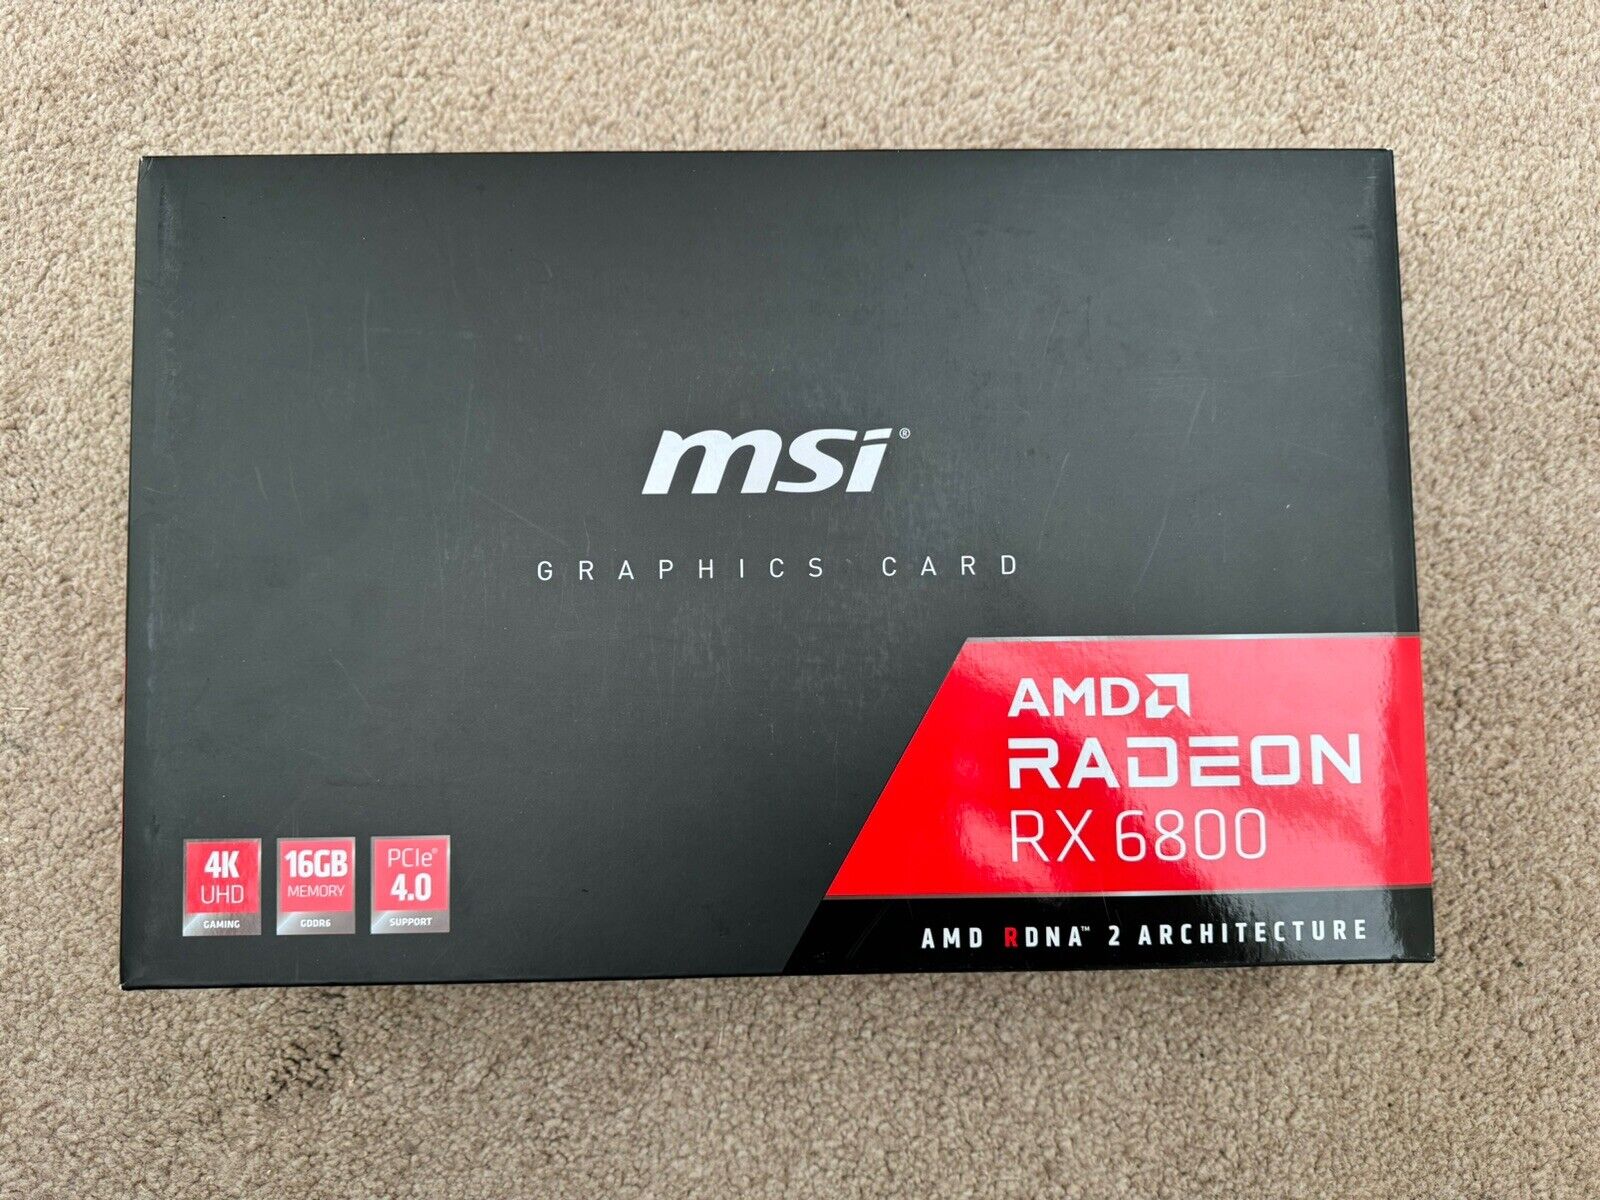 msi®
GRAPHICS CARD
AMD
RADEON
RX 6800
AMD RDNA™ 2 ARCHITECTURE
4K
UHD
GAMING
16GB
MEMORY
GDDR6
PCIe®
4.0
SUPPORT